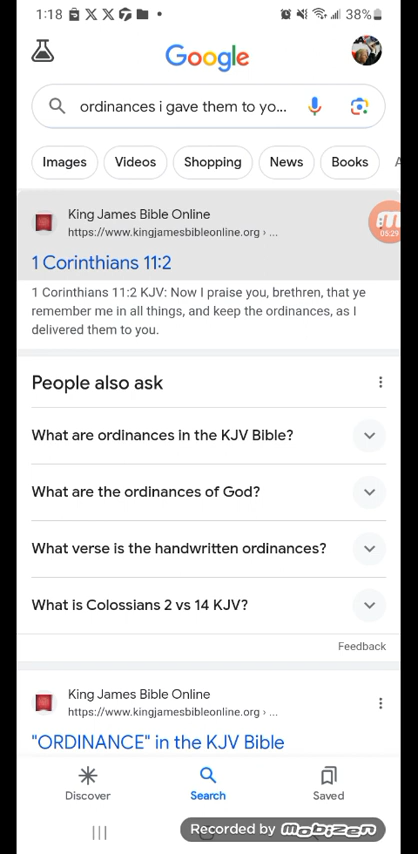 1:18
38%
Google
ordinances i gave them to yo...
Images Videos Shopping News Books
King James Bible Online
https://www.kingjamesbibleonline.org › ...
05:29
1 Corinthians 11:2
1 Corinthians 11:2 KJV: Now I praise you, brethren, that ye
remember me in all things, and keep the ordinances, as I
delivered them to you.
People also ask
What are ordinances in the KJV Bible?
What are the ordinances of God?
What verse is the handwritten ordinances?
What is Colossians 2 vs 14 KJV?
Feedback
King James Bible Online
https://www.kingjamesbibleonline.org › ...
"ORDINANCE" in the KJV Bible
Discover Search Saved
Recorded by mobizen